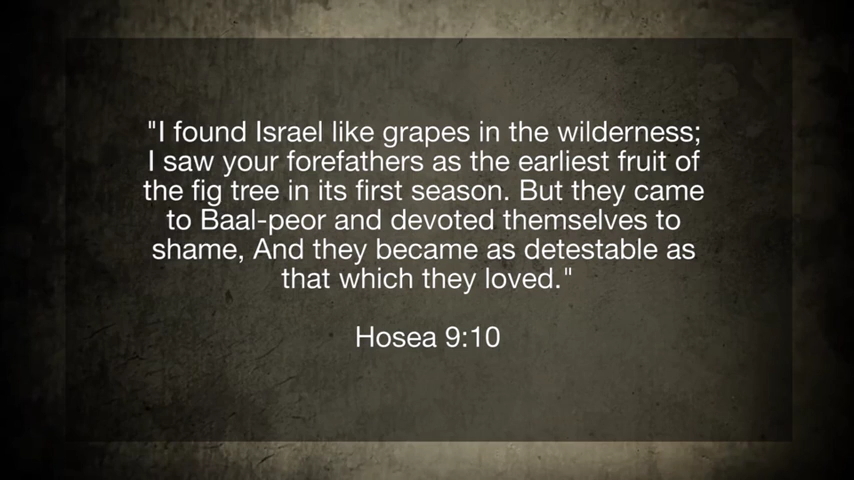 "I found Israel like grapes in the wilderness;
I saw your forefathers as the earliest fruit of
the fig tree in its first season. But they came
to Baal-peor and devoted themselves to
shame, And they became as detestable as
that which they loved."
Hosea 9:10